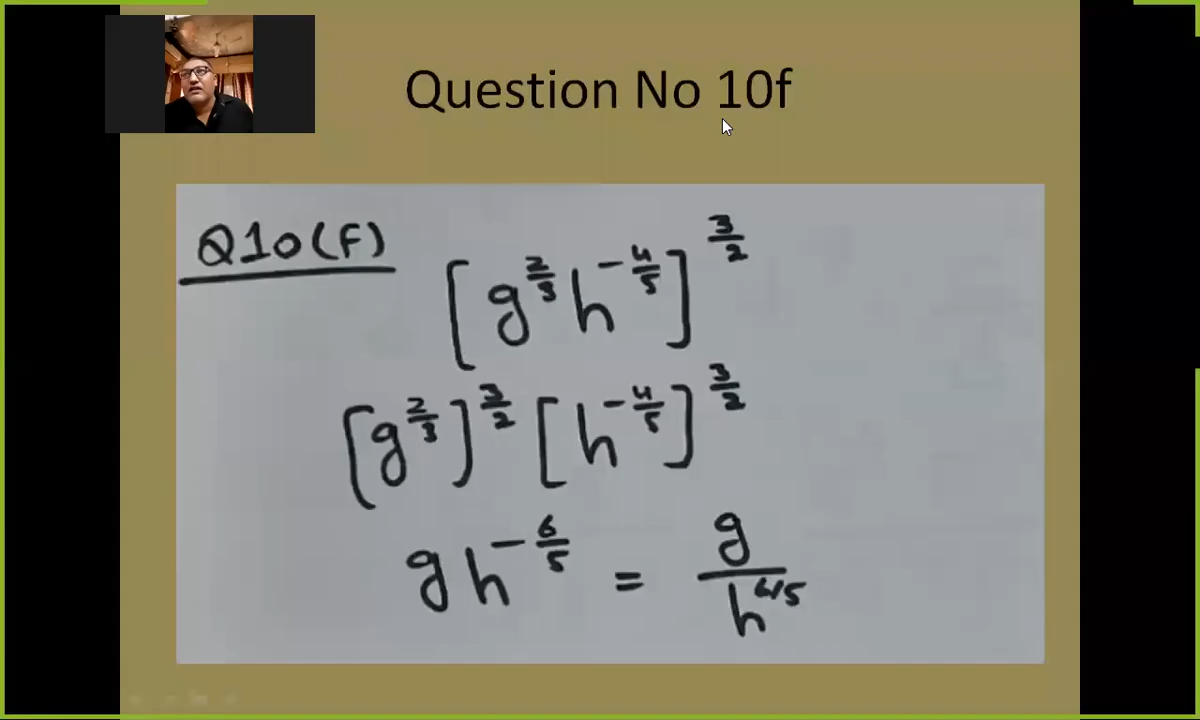 Question No 10f
Q10(F)
[g^{2/3} h^{-4/5}]^{3/2}
[g^{2/3}]^{3/2} [h^{-4/5}]^{3/2}
g h^{-6/5} = g/h^{6/5}